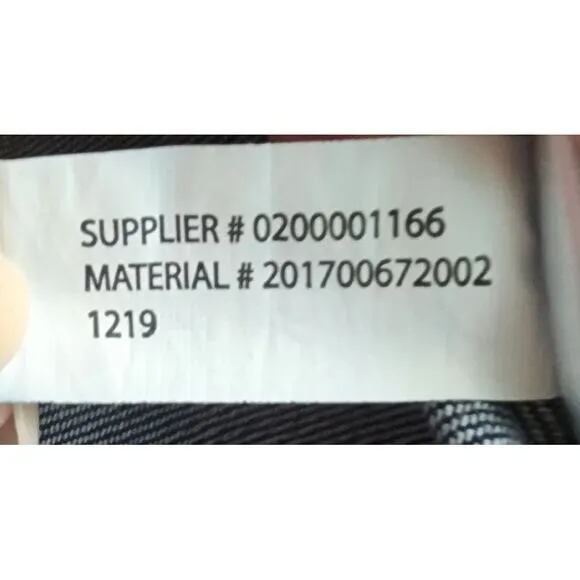 SUPPLIER # 0200001166
MATERIAL # 201700672002
1219